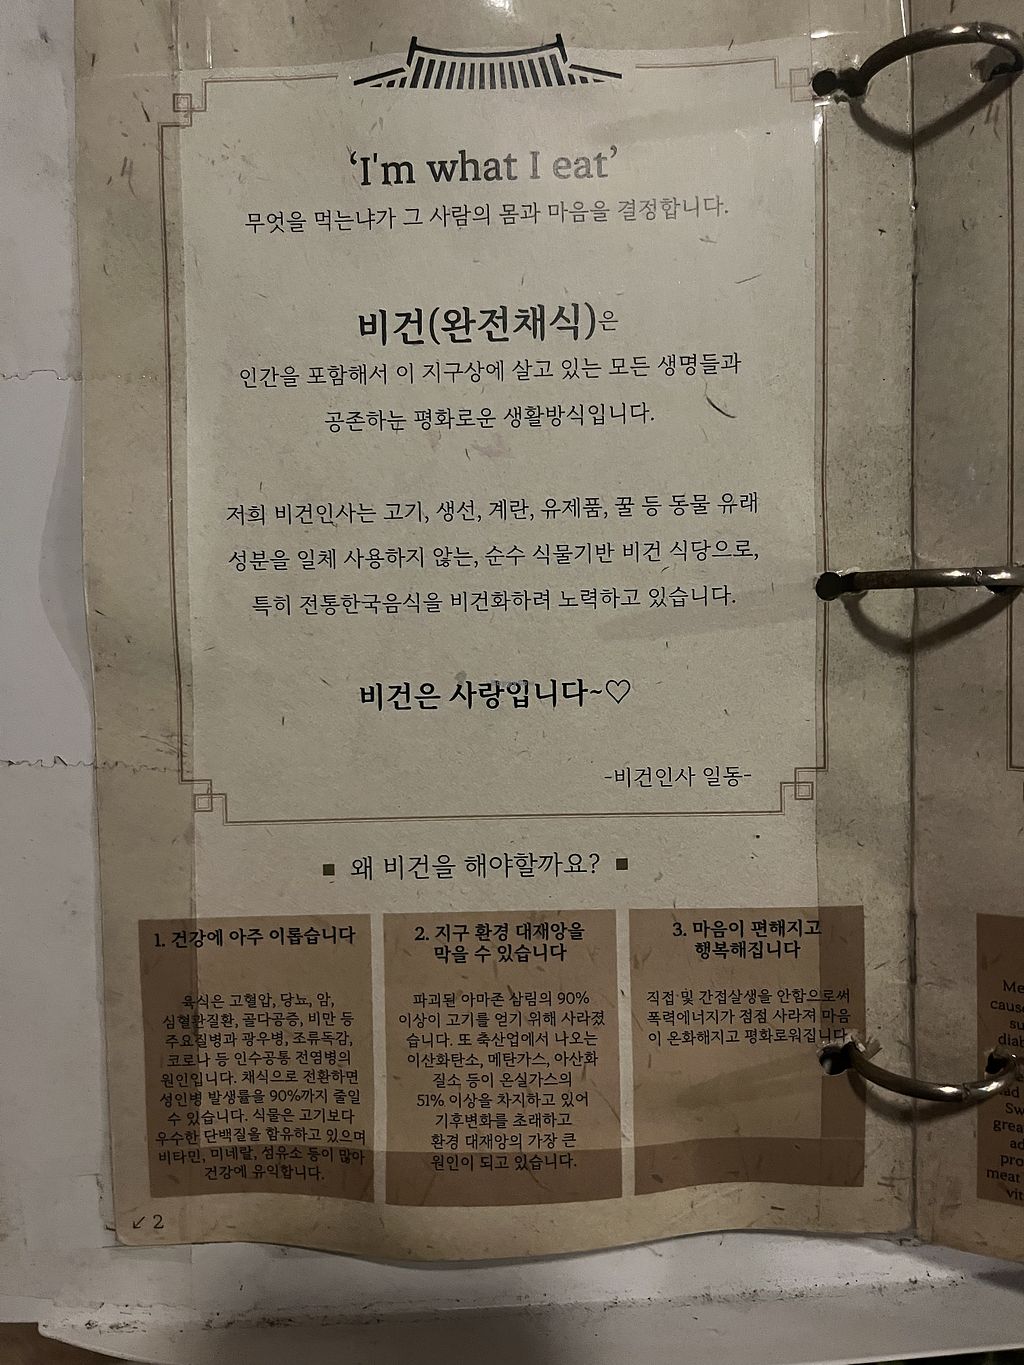 ‘I'm what I eat’
무엇을 먹는냐가 그 사람의 몸과 마음을 결정합니다.
비건(완전채식)은
인간을 포함해서 이 지구상에 살고 있는 모든 생명들과
공존하는 평화로운 생활방식입니다.
저희 비건인사는 고기, 생선, 계란, 유제품, 꿀 등 동물 유래
성분을 일체 사용하지 않는, 순수 식물기반 비건 식당으로,
특히 전통한국음식을 비건화하려 노력하고 있습니다.
비건은 사랑입니다~♡
-비건인사 일동-
■ 왜 비건을 해야할까요? ■
1. 건강에 아주 이롭습니다
육식은 고혈압, 당뇨, 암,
심혈관질환, 골다공증, 비만 등
주요질병과 광우병, 조류독감,
코로나 등 인수공통 전염병의
원인입니다. 채식으로 전환하면
성인병 발생률을 90%까지 줄일
수 있습니다. 식물은 고기보다
우수한 단백질을 함유하고 있으며
비타민, 미네랄, 섬유소 등이 많아
건강에 유익합니다.
2. 지구 환경 대재앙을
막을 수 있습니다
파괴된 아마존 삼림의 90%
이상이 고기를 얻기 위해 사라졌
습니다. 또 축산업에서 나오는
이산화탄소, 메탄가스, 아산화
질소 등이 온실가스의
51% 이상을 차지하고 있어
기후변화를 초래하고
환경 대재앙의 가장 큰
원인이 되고 있습니다.
3. 마음이 편해지고
행복해집니다
직접 및 간접살생을 안함으로써
폭력에너지가 점점 사라져 마음
이 온화해지고 평화로워집니다
↙ 2